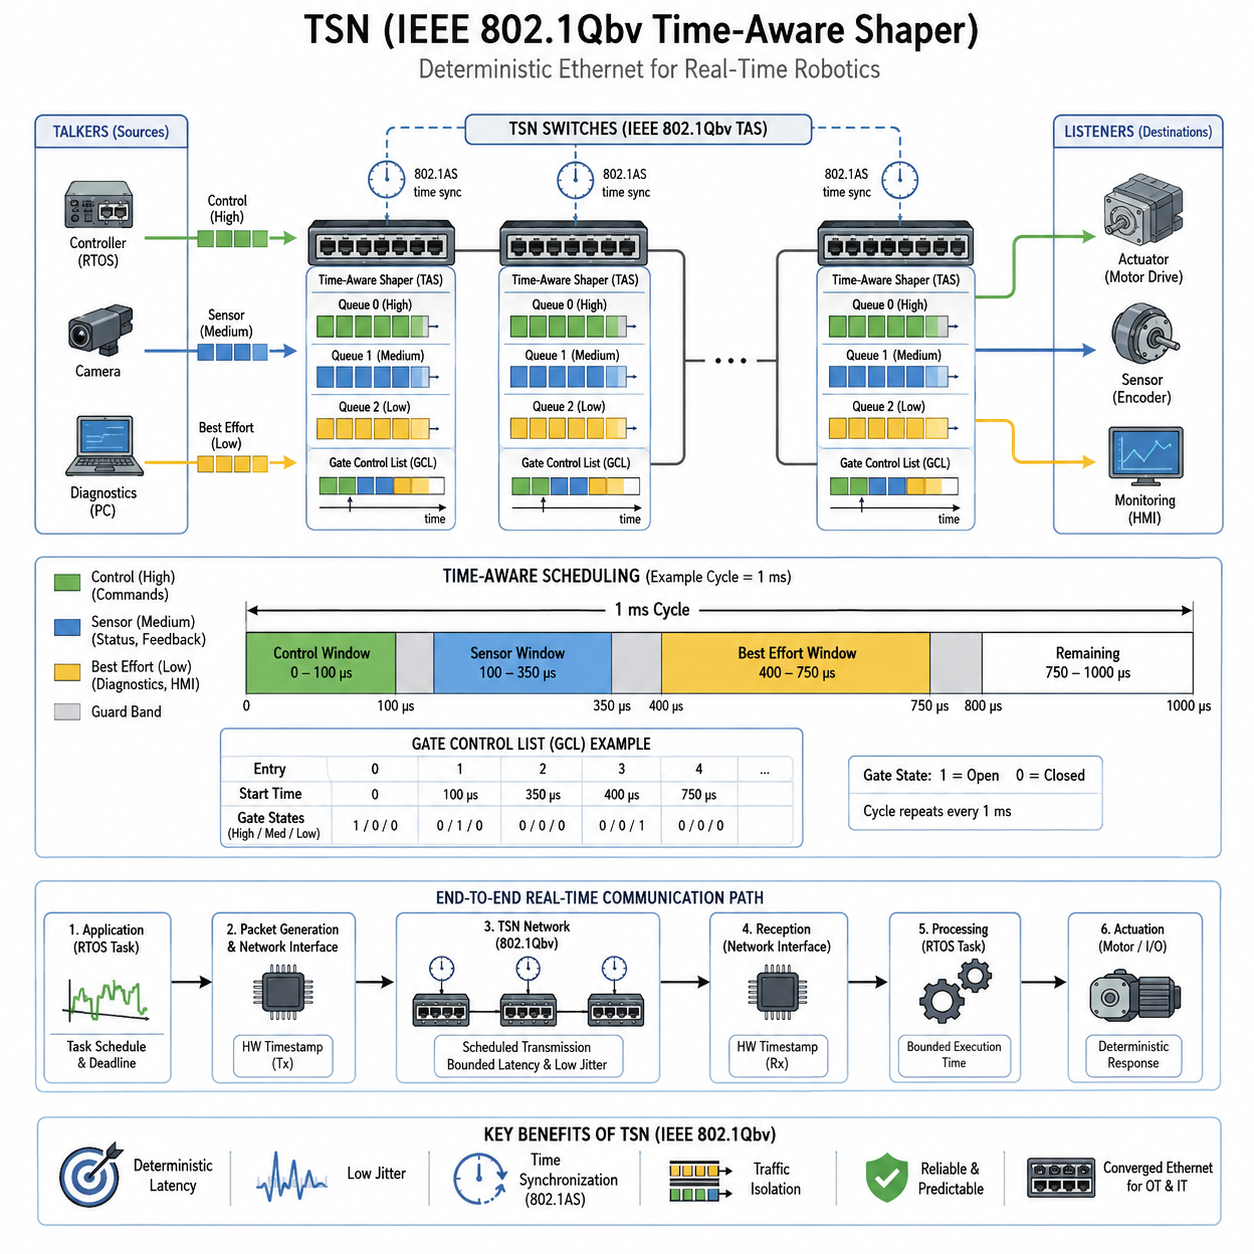 TSN (IEEE 802.1Qbv Time-Aware Shaper)
Deterministic Ethernet for Real-Time Robotics
TALKERS (Sources)
Controller
(RTOS)
Camera
Diagnostics
(PC)
Control
(High)
Sensor
(Medium)
Best Effort
(Low)
TSN SWITCHES (IEEE 802.1Qbv TAS)
802.1AS
time sync
802.1AS
time sync
802.1AS
time sync
Time-Aware Shaper (TAS)
Queue 0 (High)
Queue 1 (Medium)
Queue 2 (Low)
Gate Control List (GCL)
time
Time-Aware Shaper (TAS)
Queue 0 (High)
Queue 1 (Medium)
Queue 2 (Low)
Gate Control List (GCL)
time
Time-Aware Shaper (TAS)
Queue 0 (High)
Queue 1 (Medium)
Queue 2 (Low)
Gate Control List (GCL)
time
LISTENERS (Destinations)
Actuator
(Motor Drive)
Sensor
(Encoder)
Monitoring
(HMI)
TIME-AWARE SCHEDULING (Example Cycle = 1 ms)
Control (High)
(Commands)
Sensor (Medium)
(Status, Feedback)
Best Effort (Low)
(Diagnostics, HMI)
Guard Band
1 ms Cycle
Control Window
0 – 100 µs
Sensor Window
100 – 350 µs
Best Effort Window
400 – 750 µs
Remaining
750 – 1000 µs
0 100 µs 350 µs 400 µs 750 µs 800 µs 1000 µs
GATE CONTROL LIST (GCL) EXAMPLE
Entry 0 1 2 3 4 ...
Start Time 0 100 µs 350 µs 400 µs 750 µs
Gate States
(High / Med / Low) 1 / 0 / 0 0 / 1 / 0 0 / 0 / 0 0 / 0 / 1 0 / 0 / 0
Gate State: 1 = Open 0 = Closed
Cycle repeats every 1 ms
END-TO-END REAL-TIME COMMUNICATION PATH
1. Application
(RTOS Task)
Task Schedule
& Deadline
2. Packet Generation
& Network Interface
HW Timestamp
(Tx)
3. TSN Network
(802.1Qbv)
Scheduled Transmission
Bounded Latency & Low Jitter
4. Reception
(Network Interface)
HW Timestamp
(Rx)
5. Processing
(RTOS Task)
Bounded Execution
Time
6. Actuation
(Motor / I/O)
Deterministic
Response
KEY BENEFITS OF TSN (IEEE 802.1Qbv)
Deterministic
Latency
Low Jitter
Time
Synchronization
(802.1AS)
Traffic
Isolation
Reliable &
Predictable
Converged Ethernet
for OT & IT